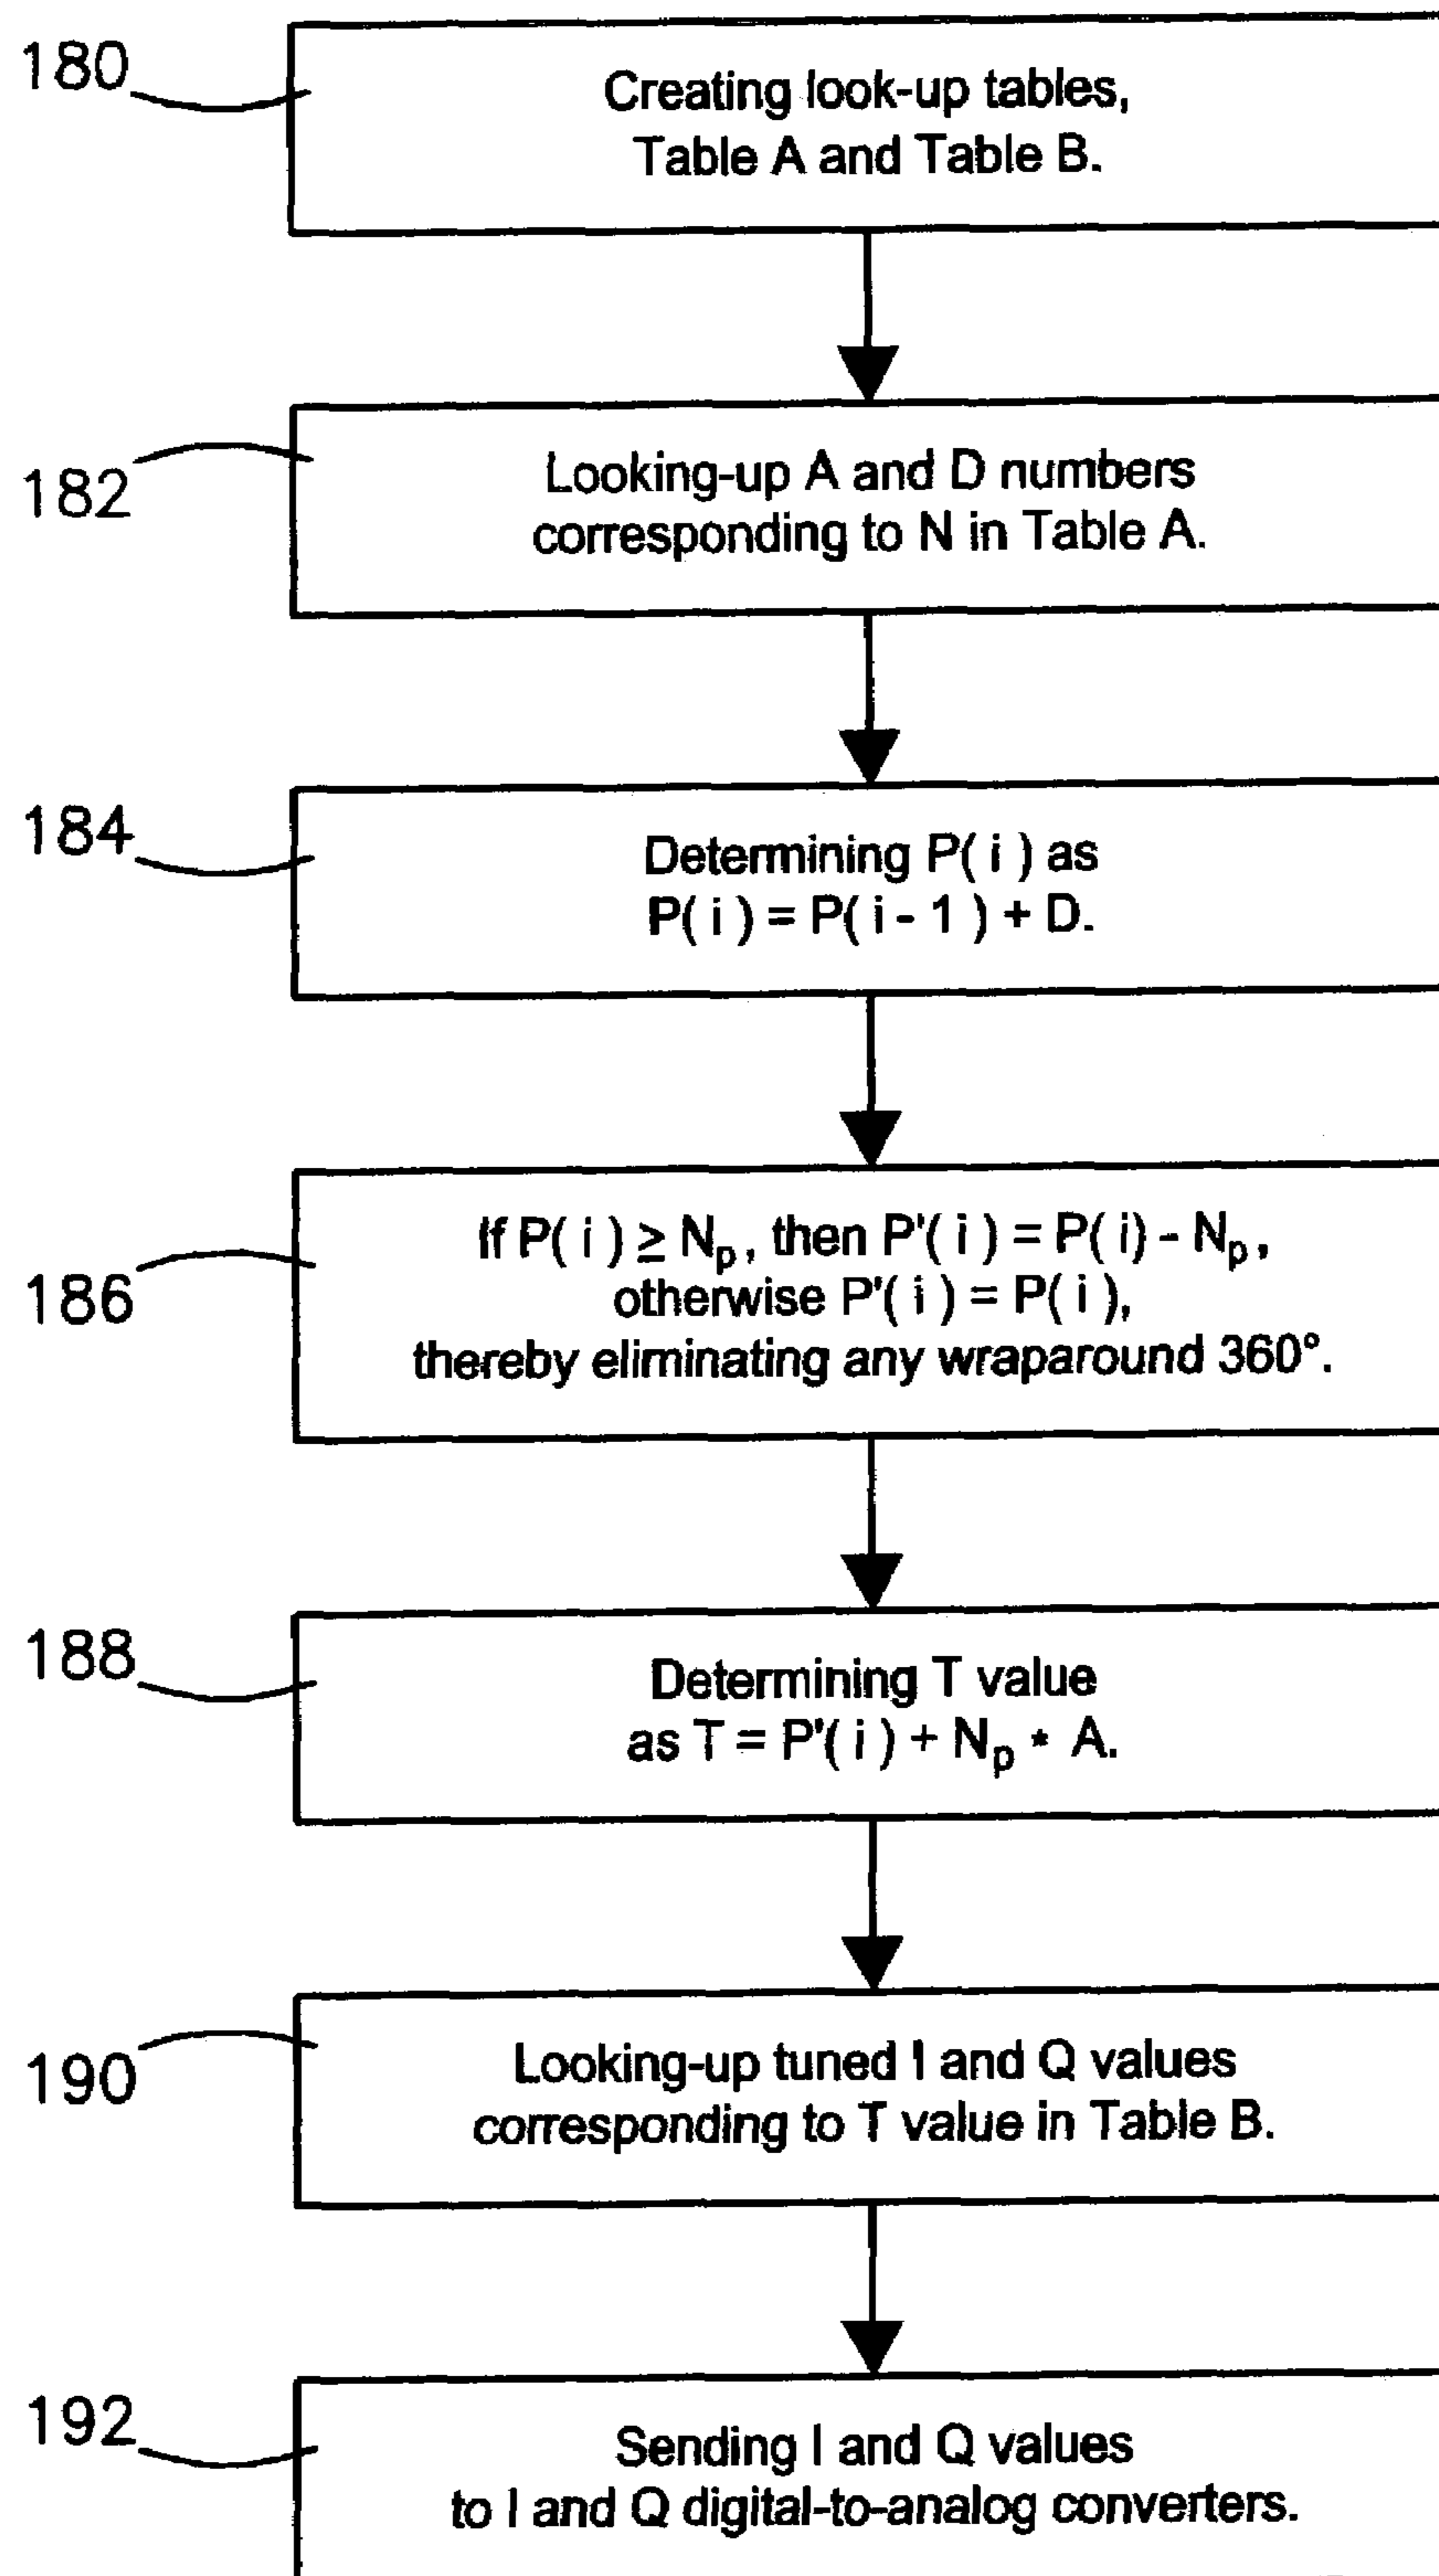 180
Creating look-up tables,
Table A and Table B.
182
Looking-up A and D numbers
corresponding to N in Table A.
184
Determining P( i ) as
P( i ) = P( i - 1 ) + D.
186
If P( i ) ≥ Np, then P'( i ) = P( i) - Np,
otherwise P'( i ) = P( i ),
thereby eliminating any wraparound 360°.
188
Determining T value
as T = P'( i ) + Np * A.
190
Looking-up tuned I and Q values
corresponding to T value in Table B.
192
Sending I and Q values
to I and Q digital-to-analog converters.